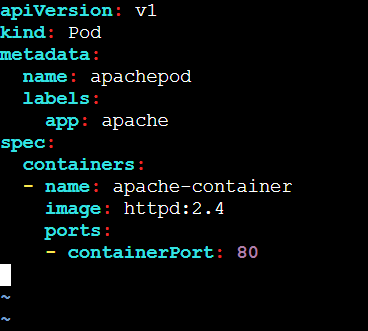 apiVersion: v1
kind: Pod
metadata:
  name: apachepod
  labels:
    app: apache
spec:
  containers:
  - name: apache-container
    image: httpd:2.4
    ports:
    - containerPort: 80
~
~